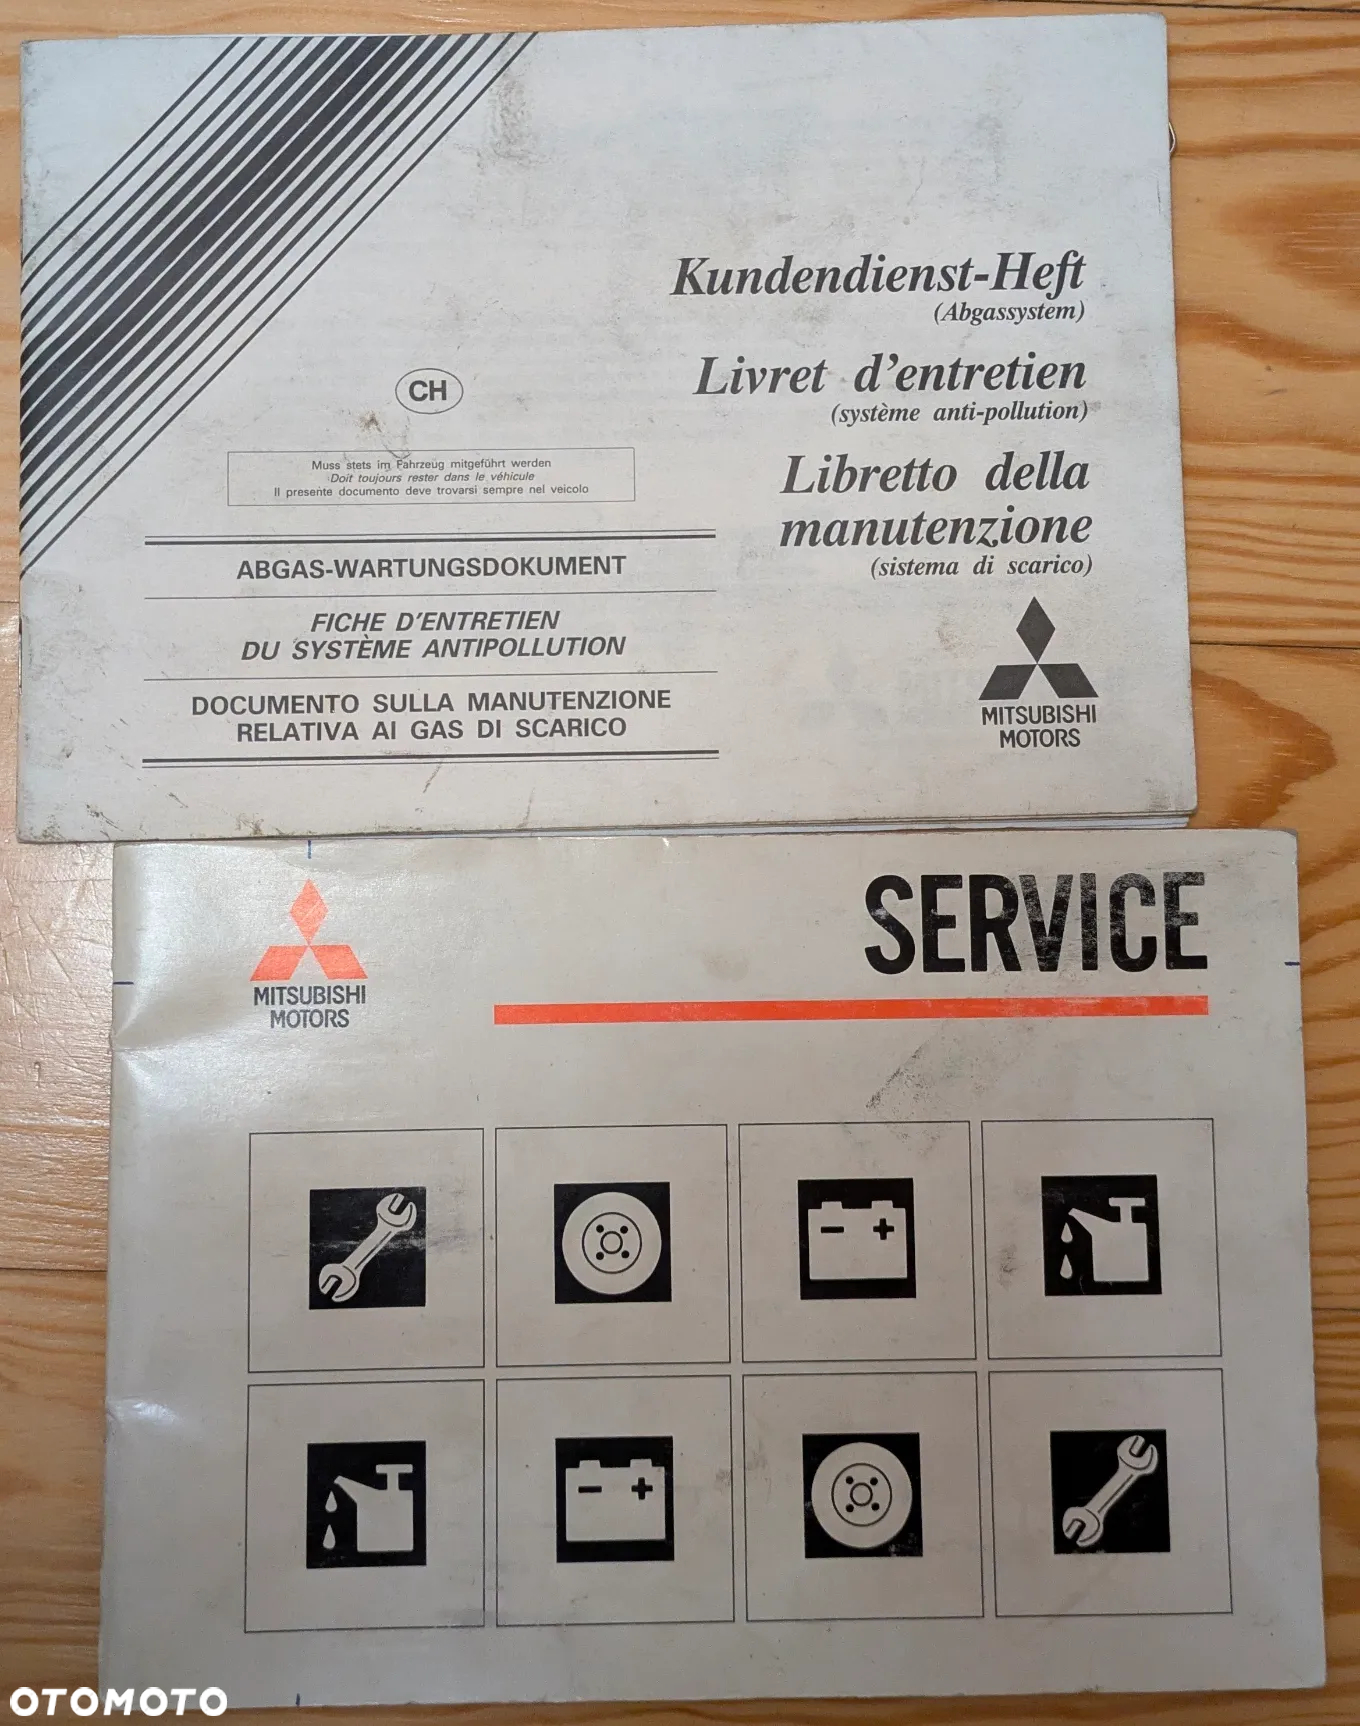 Kundendienst-Heft
(Abgassystem)
Livret d'entretien
(système anti-pollution)
Libretto della
manutenzione
(sistema di scarico)
CH
Muss stets im Fahrzeug mitgeführt werden
Doit toujours rester dans le véhicule
Il presente documento deve trovarsi sempre nel veicolo
ABGAS-WARTUNGSDOKUMENT
FICHE D'ENTRETIEN
DU SYSTÈME ANTIPOLLUTION
DOCUMENTO SULLA MANUTENZIONE
RELATIVA AI GAS DI SCARICO
MITSUBISHI
MOTORS
SERVICE
MITSUBISHI
MOTORS
OTOMOTO